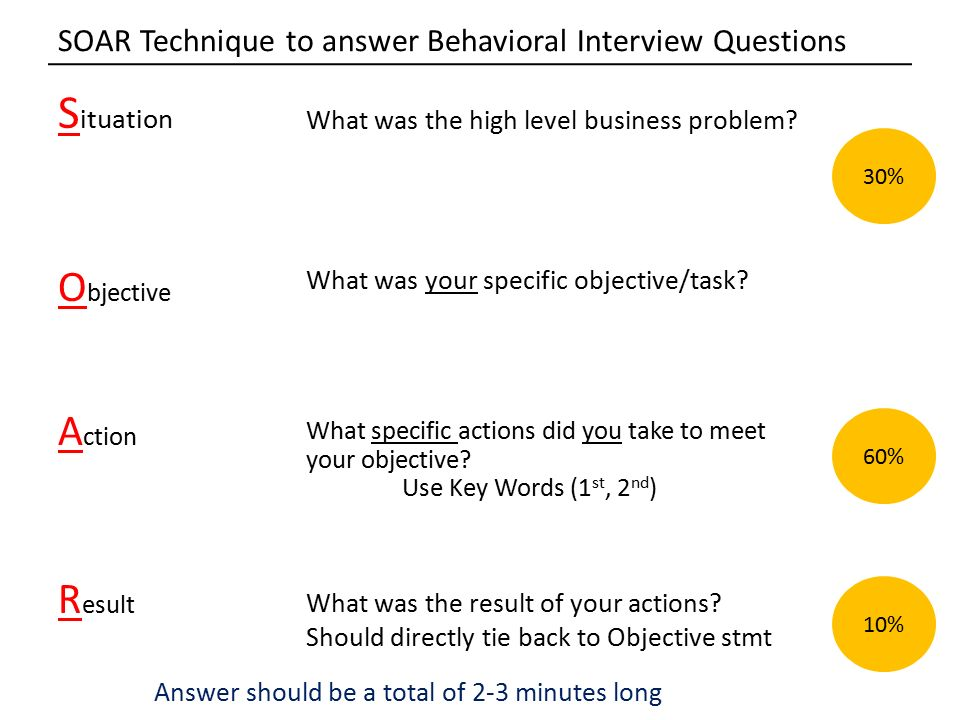 SOAR Technique to answer Behavioral Interview Questions
Situation
What was the high level business problem?
30%
Objective
What was your specific objective/task?
Action
What specific actions did you take to meet
your objective?
Use Key Words (1st, 2nd)
60%
Result
What was the result of your actions?
Should directly tie back to Objective stmt
10%
Answer should be a total of 2-3 minutes long